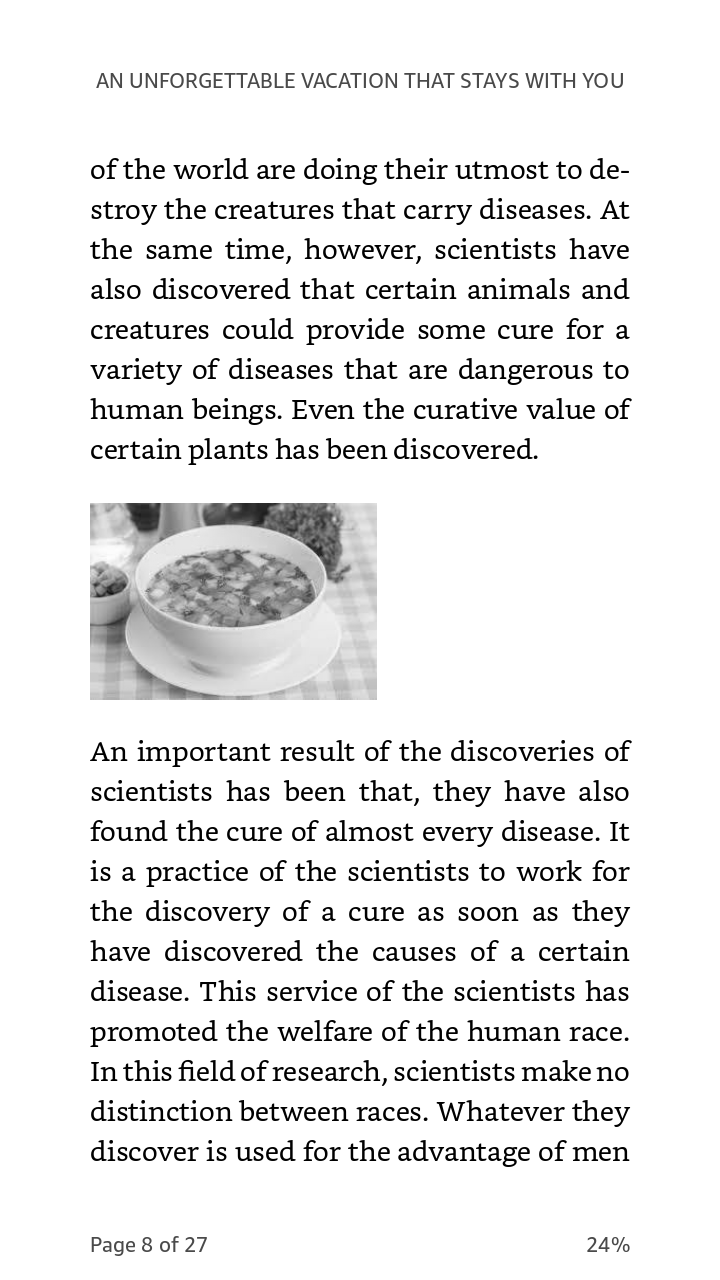 AN UNFORGETTABLE VACATION THAT STAYS WITH YOU
of the world are doing their utmost to de-
stroy the creatures that carry diseases. At
the same time, however, scientists have
also discovered that certain animals and
creatures could provide some cure for a
variety of diseases that are dangerous to
human beings. Even the curative value of
certain plants has been discovered.
An important result of the discoveries of
scientists has been that, they have also
found the cure of almost every disease. It
is a practice of the scientists to work for
the discovery of a cure as soon as they
have discovered the causes of a certain
disease. This service of the scientists has
promoted the welfare of the human race.
In this field of research, scientists make no
distinction between races. Whatever they
discover is used for the advantage of men
Page 8 of 27
24%